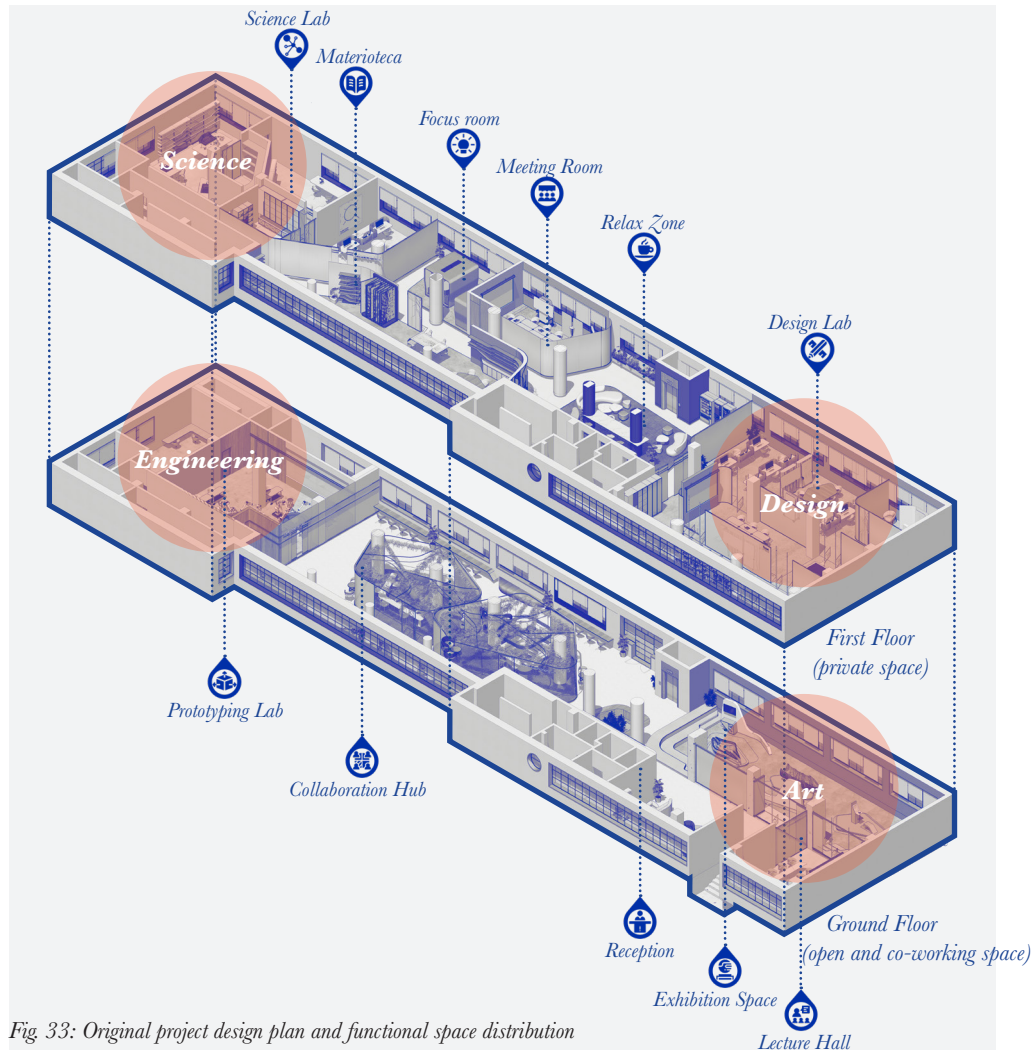 Science Lab
Materioteca
Focus room
Meeting Room
Relax Zone
Design Lab
Science
Engineering
Design
First Floor
(private space)
Prototyping Lab
Collaboration Hub
Art
Reception
Ground Floor
(open and co-working space)
Exhibition Space
Lecture Hall
Fig. 33: Original project design plan and functional space distribution